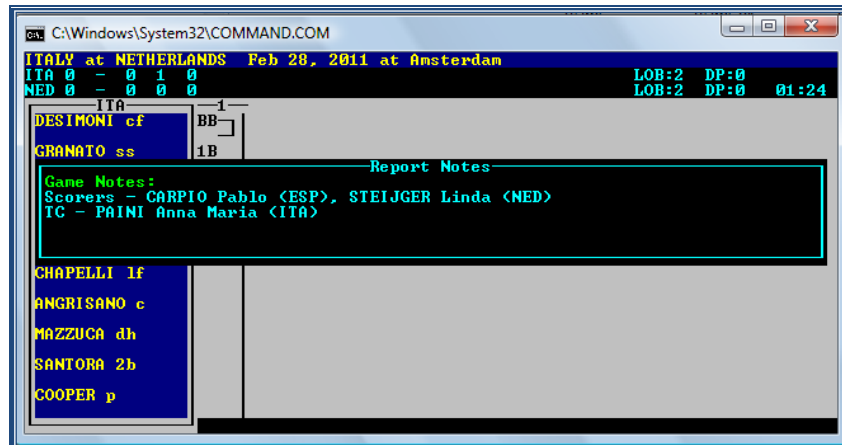 C:\Windows\System32\COMMAND.COM
ITALY at NETHERLANDS Feb 28, 2011 at Amsterdam
ITA 0 - 0 1 0 LOB:2 DP:0
NED 0 - 0 0 0 LOB:2 DP:0 01:24
ITA 1
DESIMONI cf BB
GRANATO ss 1B
Report Notes
Game Notes:
Scorers - CARPIO Pablo (ESP), STEIJGER Linda (NED)
TC - PAINI Anna Maria (ITA)
CHAPELLI lf
ANGRISANO c
MAZZUCA dh
SANTORA 2b
COOPER p